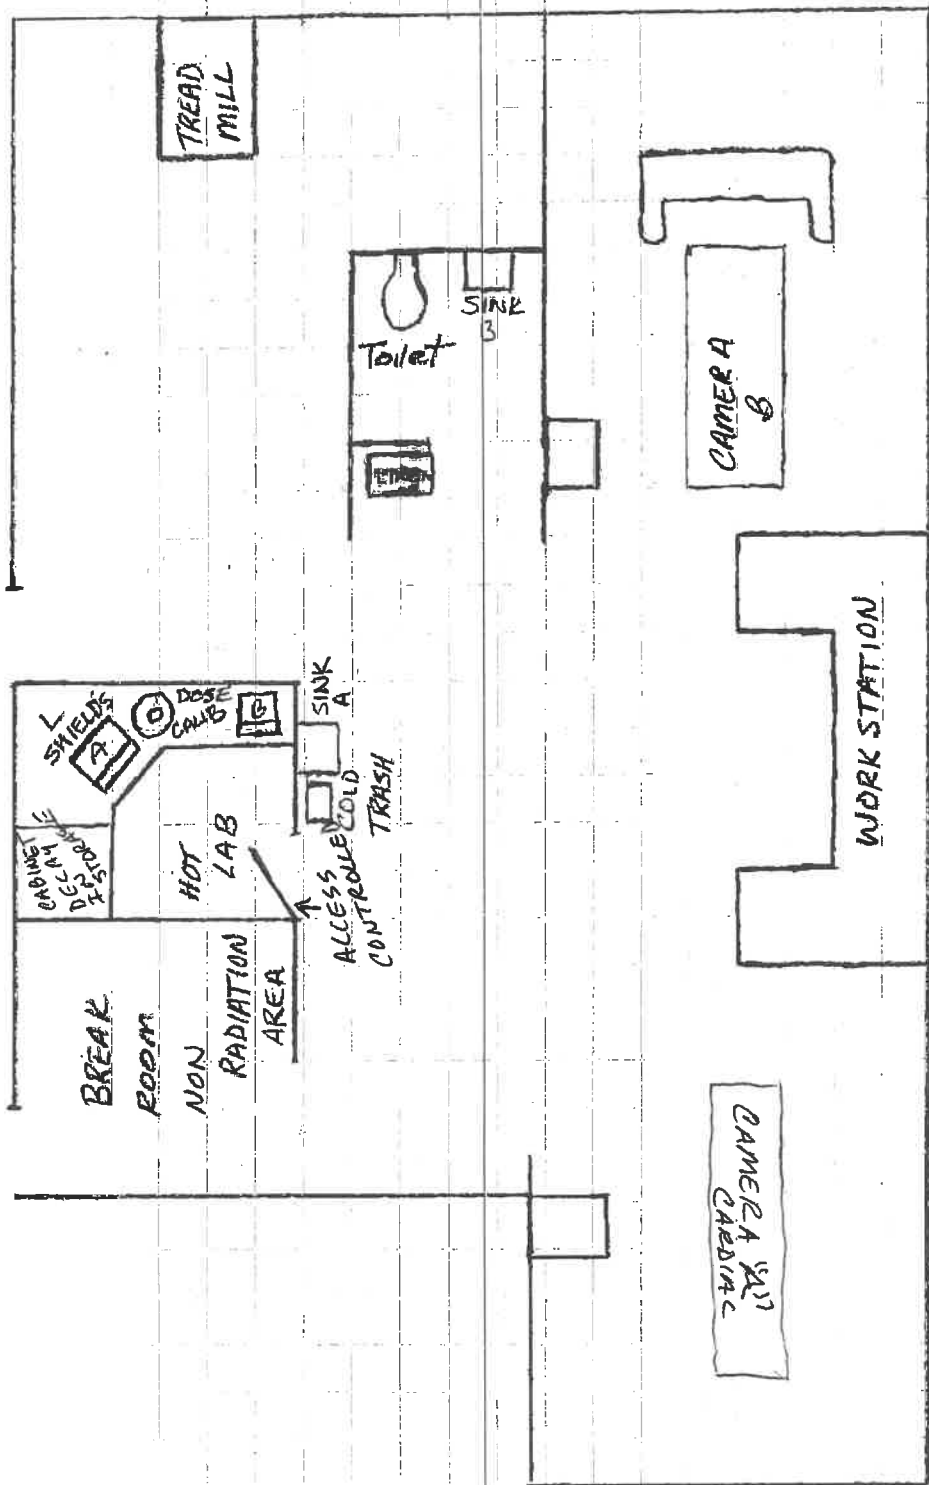 TREAD
MILL
Toilet
SINK
B
CAMERA
B
L
SHIELDS
A
DOSE
CALIB
B
SINK
A
CABINET
DECAY
IN
STORAGE
HOT
LAB
COLD
TRASH
ACCESS
CONTROLLED
WORK STATION
BREAK
ROOM
NON
RADIATION
AREA
CAMERA "A"
CARDIAC